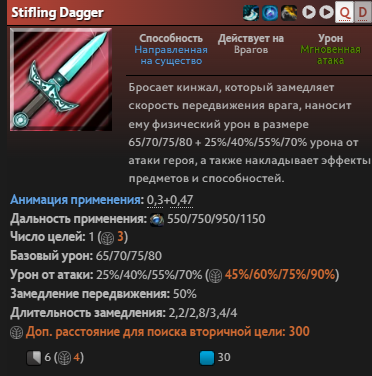 Stifling Dagger
Q D
Способность Действует на Урон
Направленная на существо Врагов Мгновенная атака
Бросает кинжал, который замедляет
скорость передвижения врага, наносит
ему физический урон в размере
65/70/75/80 + 25%/40%/55%/70% урона от
атаки героя, а также накладывает эффекты
предметов и способностей.
Анимация применения: 0,3+0,47
Дальность применения: 550/750/950/1150
Число целей: 1 (3)
Базовый урон: 65/70/75/80
Урон от атаки: 25%/40%/55%/70% (45%/60%/75%/90%)
Замедление передвижения: 50%
Длительность замедления: 2,2/2,8/3,4/4
Доп. расстояние для поиска вторичной цели: 300
6 (4) 30